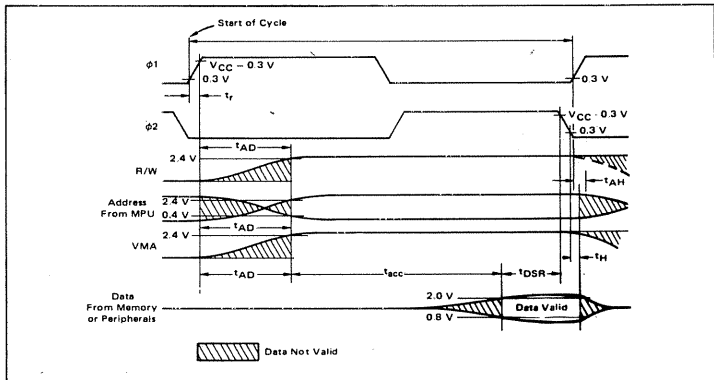 Start of Cycle
ϕ1
VCC – 0.3 V
0.3 V
0.3 V
tr
ϕ2
VCC - 0.3 V
0.3 V
tAD
2.4 V
R/W
tAH
Address
From MPU
2.4 V
0.4 V
tAD
2.4 V
VMA
tH
tAD
tacc
tDSR
Data
From Memory
or Peripherals
2.0 V
0.8 V
Data Valid
Data Not Valid